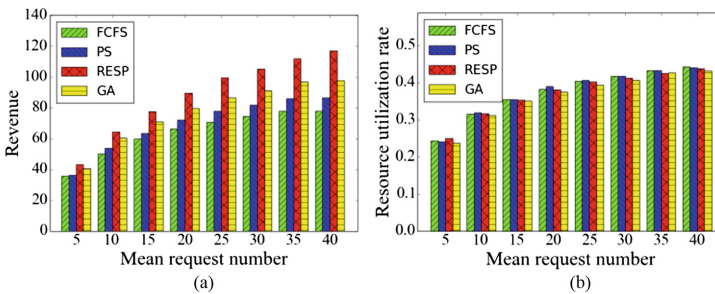 140
120
100
80
60
40
20
0
Revenue
FCFS
PS
RESP
GA
5 10 15 20 25 30 35 40
Mean request number
(a)
0.5
0.4
0.3
0.2
0.1
0.0
Resource utilization rate
FCFS
PS
RESP
GA
5 10 15 20 25 30 35 40
Mean request number
(b)